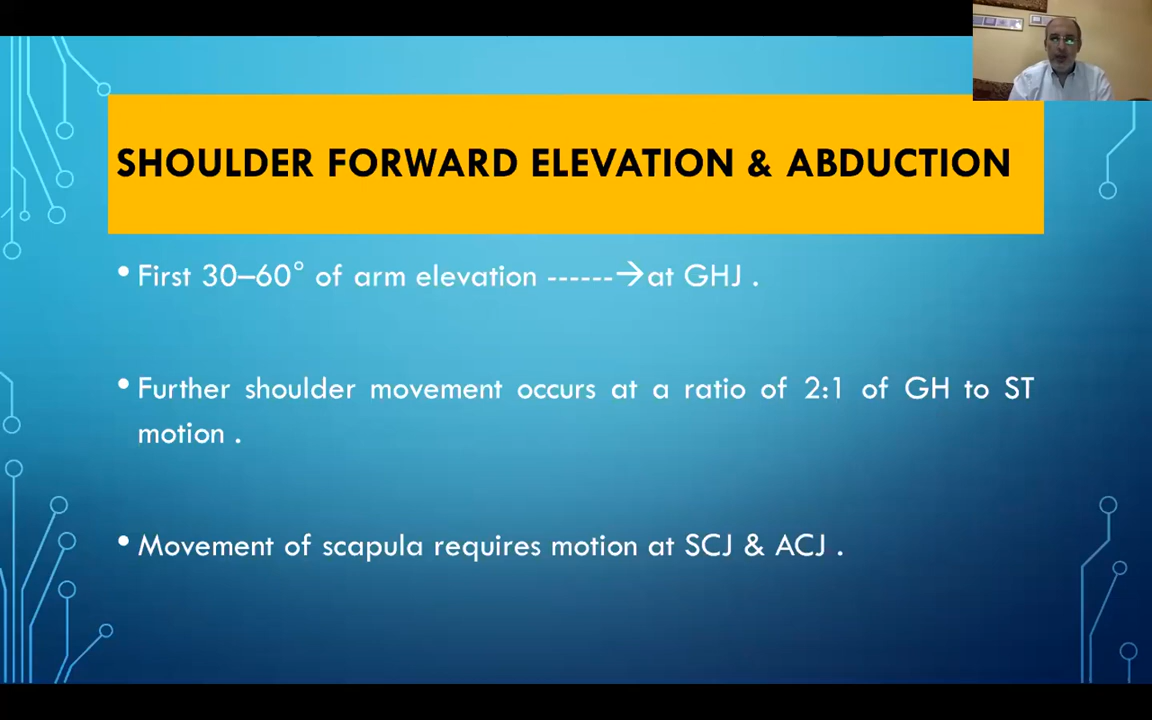 SHOULDER FORWARD ELEVATION & ABDUCTION
• First 30–60° of arm elevation ------→at GHJ .
• Further shoulder movement occurs at a ratio of 2:1 of GH to ST
motion .
• Movement of scapula requires motion at SCJ & ACJ .